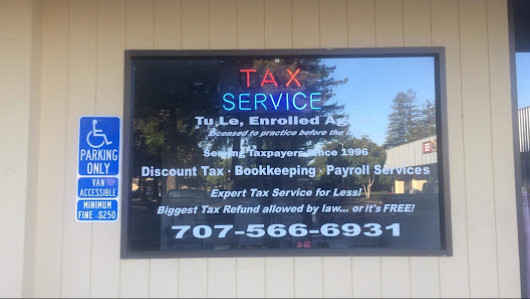 TAX
SERVICE
Tu Le, Enrolled Ag
Licensed to practice before the
Serving Taxpayers Since 1996
Discount Tax · Bookkeeping · Payroll Services
Expert Tax Service for Less!
Biggest Tax Refund allowed by law... or it's FREE!
707-566-6931
PARKING
ONLY
VAN
ACCESSIBLE
MINIMUM
FINE $250